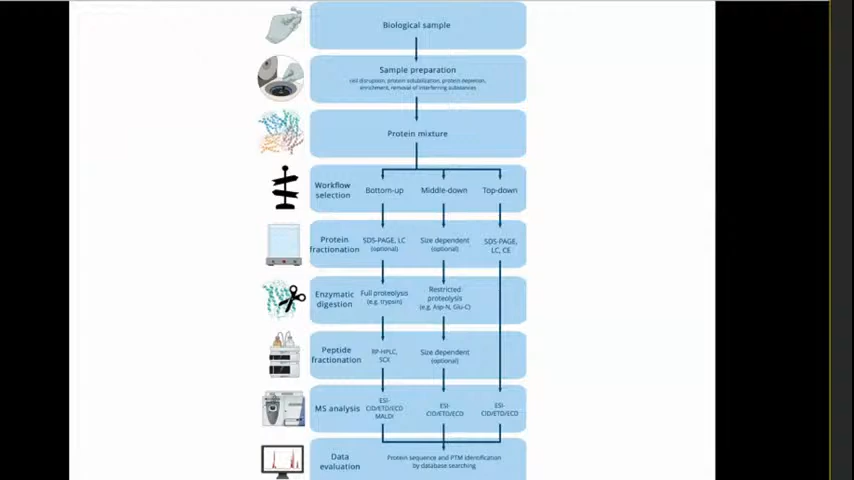 Biological sample
Sample preparation
cell disruption, protein solubilization, protein depletion,
enrichment, removal of interfering substances
Protein mixture
Workflow
selection
Bottom-up
Middle-down
Top-down
Protein
fractionation
SDS-PAGE, LC
(optional)
Size dependent
(optional)
SDS-PAGE,
LC, CE
Enzymatic
digestion
Full proteolysis
(e.g. trypsin)
Restricted
proteolysis
(e.g. Asp-N, Glu-C)
Peptide
fractionation
RP-HPLC,
SCX
Size dependent
(optional)
MS analysis
ESI-
CID/ETD/ECD
MALDI
ESI-
CID/ETD/ECD
ESI-
CID/ETD/ECD
Data
evaluation
Protein sequence and PTM identification
by database searching